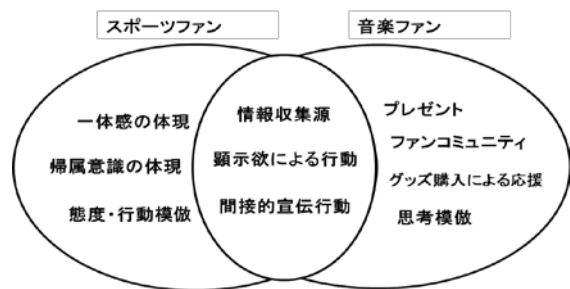 スポーツファン
音楽ファン
一体感の体現
帰属意識の体現
態度・行動模倣
情報収集源
顕示欲による行動
間接的宣伝行動
プレゼント
ファンコミュニティ
グッズ購入による応援
思考模倣